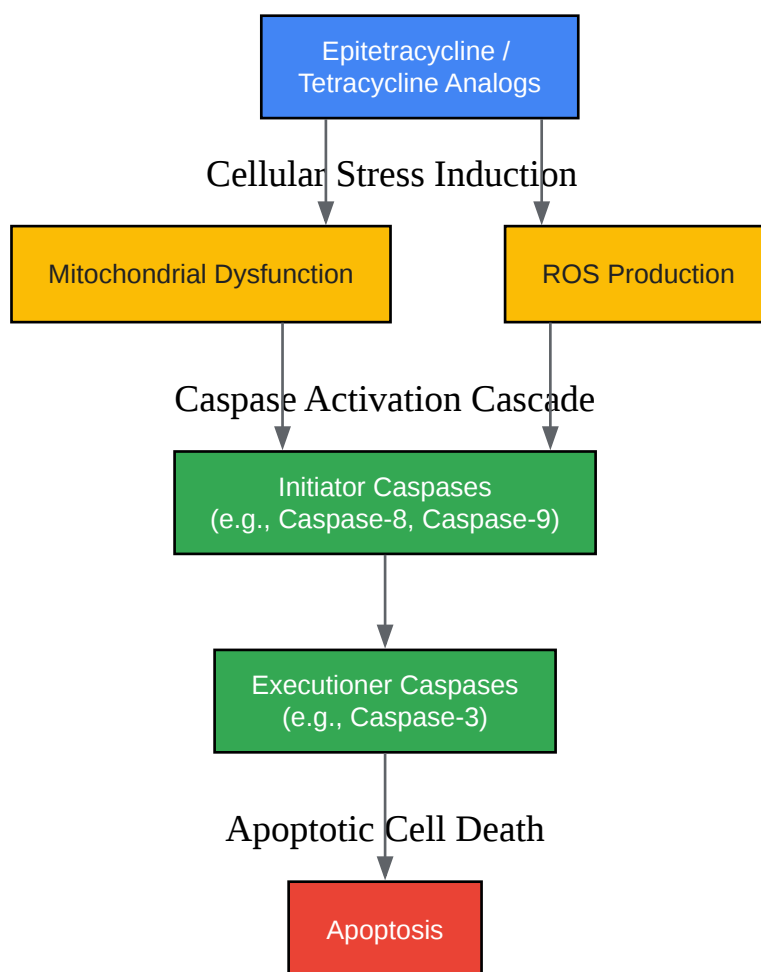 Epitetracycline /
Tetracycline Analogs
Cellular Stress Induction
Mitochondrial Dysfunction
ROS Production
Caspase Activation Cascade
Initiator Caspases
(e.g., Caspase-8, Caspase-9)
Executioner Caspases
(e.g., Caspase-3)
Apoptotic Cell Death
Apoptosis